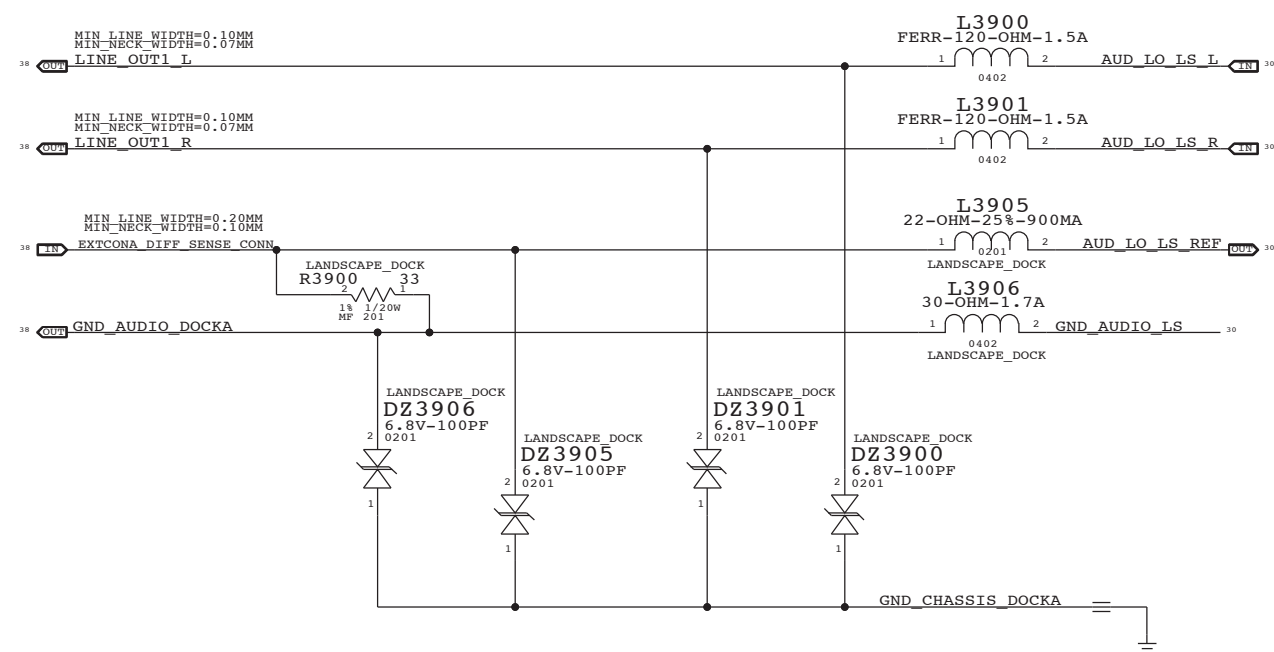 L3900
FERR-120-OHM-1.5A
MIN_LINE_WIDTH=0.10MM
MIN_NECK_WIDTH=0.07MM
38 OUT LINE_OUT1_L 1 2 AUD_LO_LS_L IN 30
0402
L3901
FERR-120-OHM-1.5A
MIN_LINE_WIDTH=0.10MM
MIN_NECK_WIDTH=0.07MM
38 OUT LINE_OUT1_R 1 2 AUD_LO_LS_R IN 30
0402
L3905
22-OHM-25%-900MA
MIN_LINE_WIDTH=0.20MM
MIN_NECK_WIDTH=0.10MM
38 IN EXTCONA_DIFF_SENSE_CONN 1 2 AUD_LO_LS_REF OUT 30
0201
LANDSCAPE_DOCK
LANDSCAPE_DOCK
R3900 33
2 1
1% 1/20W
MF 201
L3906
30-OHM-1.7A
38 OUT GND_AUDIO_DOCKA 1 2 GND_AUDIO_LS 30
0402
LANDSCAPE_DOCK
LANDSCAPE_DOCK
DZ3906
6.8V-100PF
2 0201
1
LANDSCAPE_DOCK
DZ3905
6.8V-100PF
2 0201
1
LANDSCAPE_DOCK
DZ3901
6.8V-100PF
2 0201
1
LANDSCAPE_DOCK
DZ3900
6.8V-100PF
2 0201
1
GND_CHASSIS_DOCKA